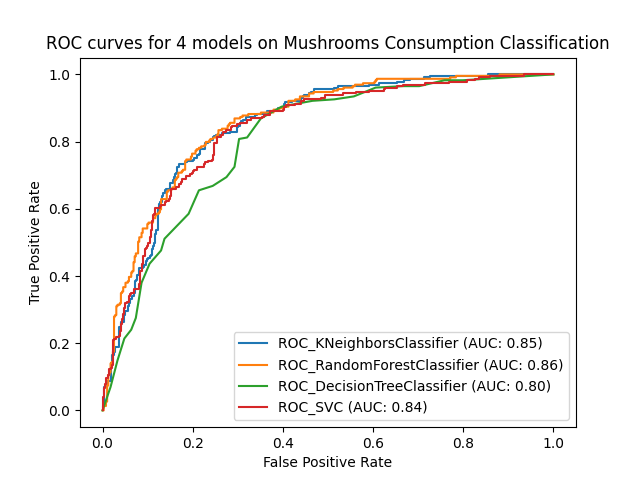 ROC curves for 4 models on Mushrooms Consumption Classification
True Positive Rate
1.0
0.8
0.6
0.4
0.2
0.0
ROC_KNeighborsClassifier (AUC: 0.85)
ROC_RandomForestClassifier (AUC: 0.86)
ROC_DecisionTreeClassifier (AUC: 0.80)
ROC_SVC (AUC: 0.84)
0.0 0.2 0.4 0.6 0.8 1.0
False Positive Rate